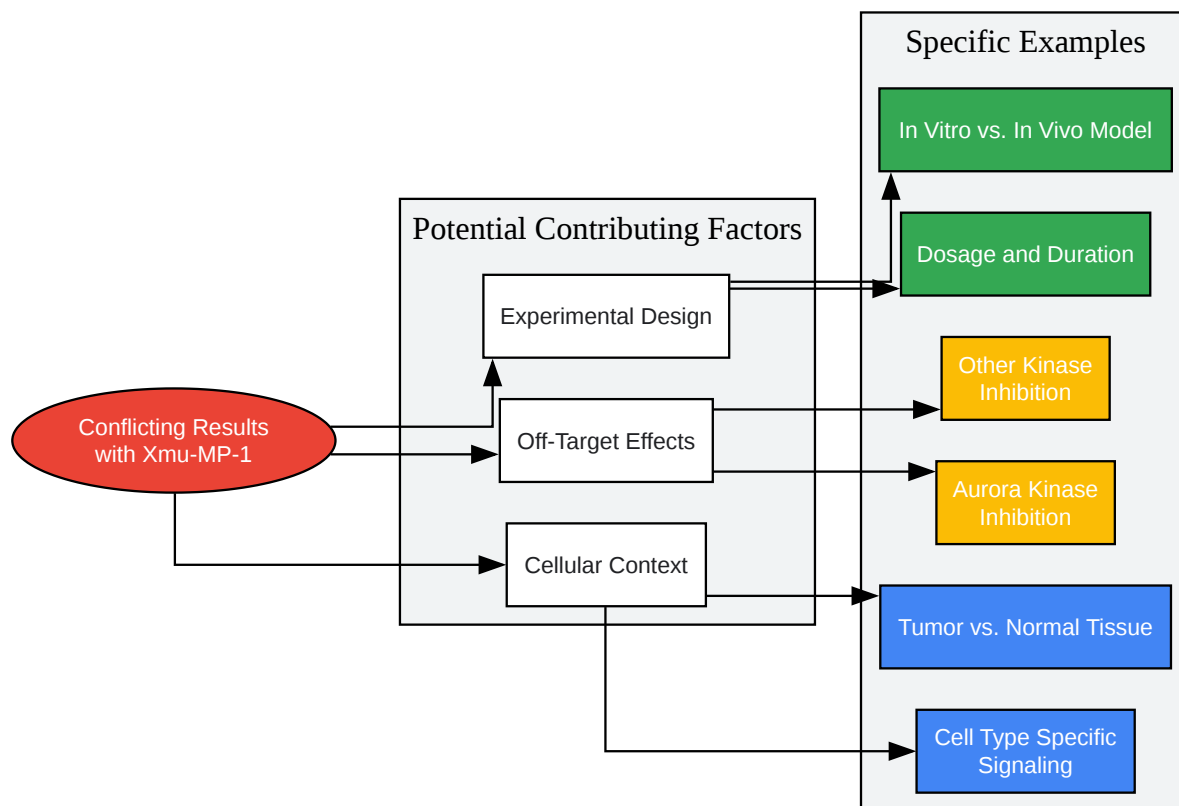 Specific Examples
In Vitro vs. In Vivo Model
Dosage and Duration
Other Kinase
Inhibition
Aurora Kinase
Inhibition
Tumor vs. Normal Tissue
Cell Type Specific
Signaling
Potential Contributing Factors
Experimental Design
Off-Target Effects
Cellular Context
Conflicting Results
with Xmu-MP-1